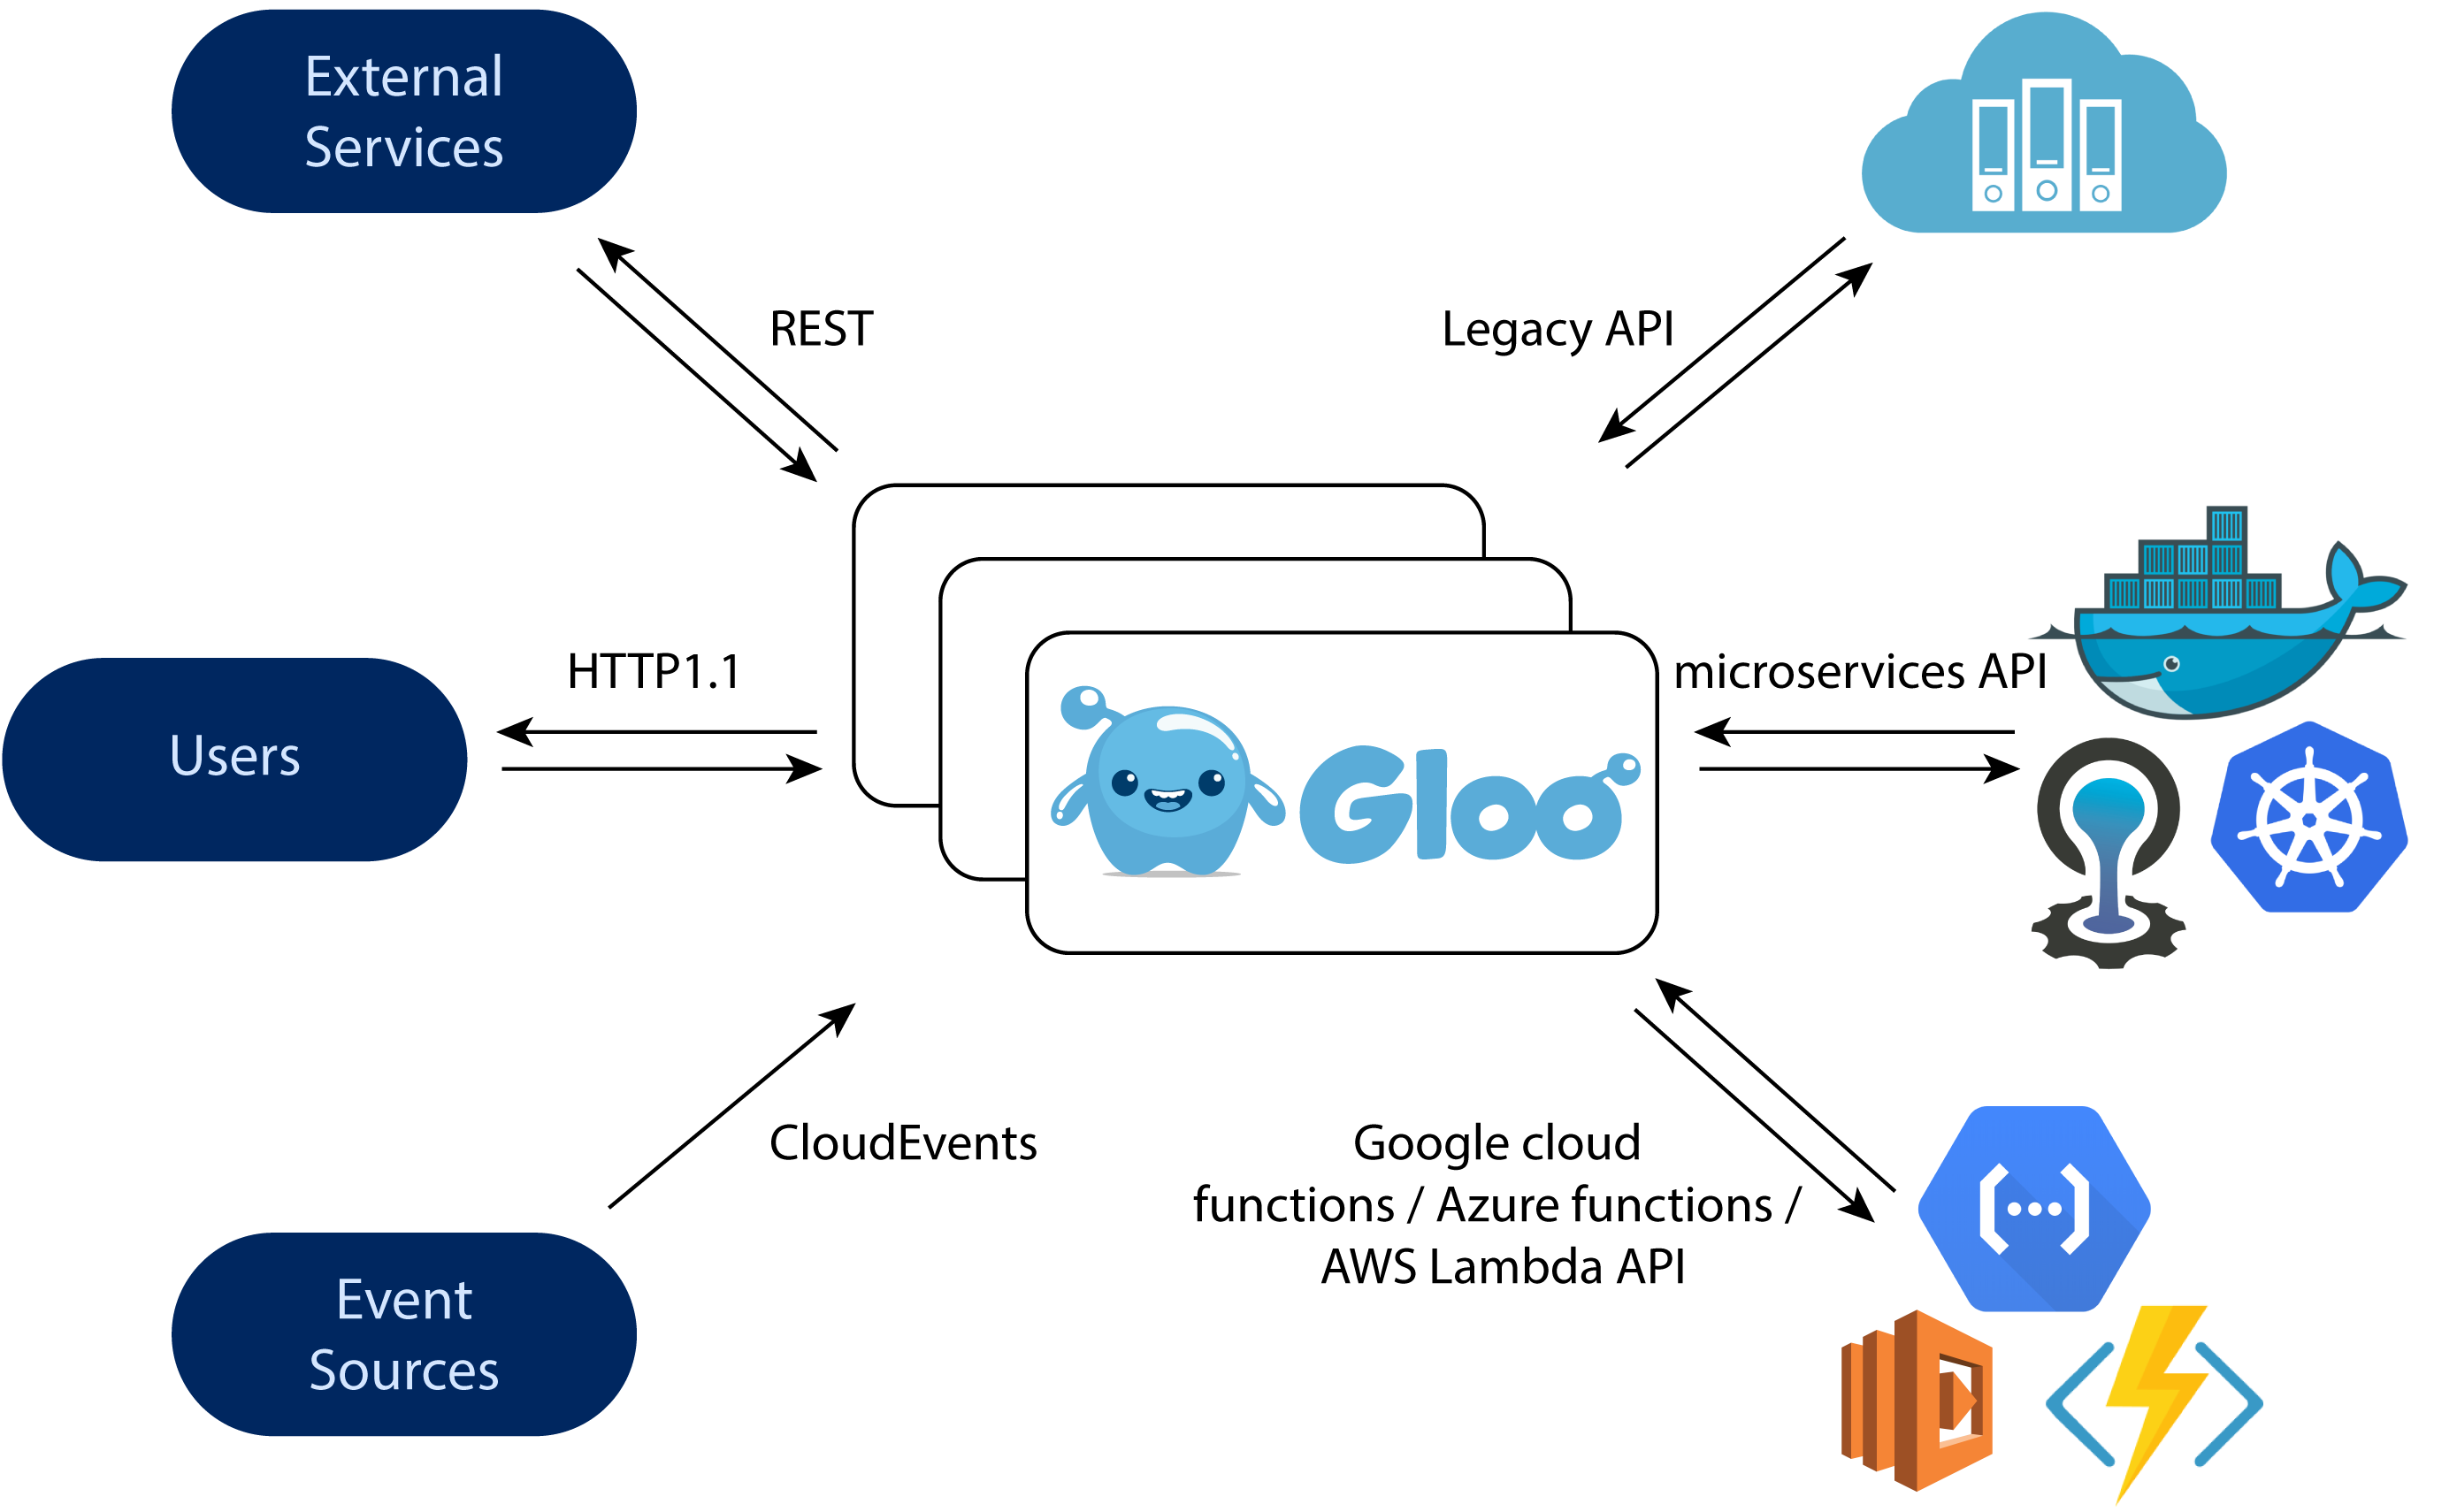 External
Services
REST
Legacy API
HTTP1.1
microservices API
Users
Gloo
CloudEvents
Google cloud
functions / Azure functions /
AWS Lambda API
Event
Sources